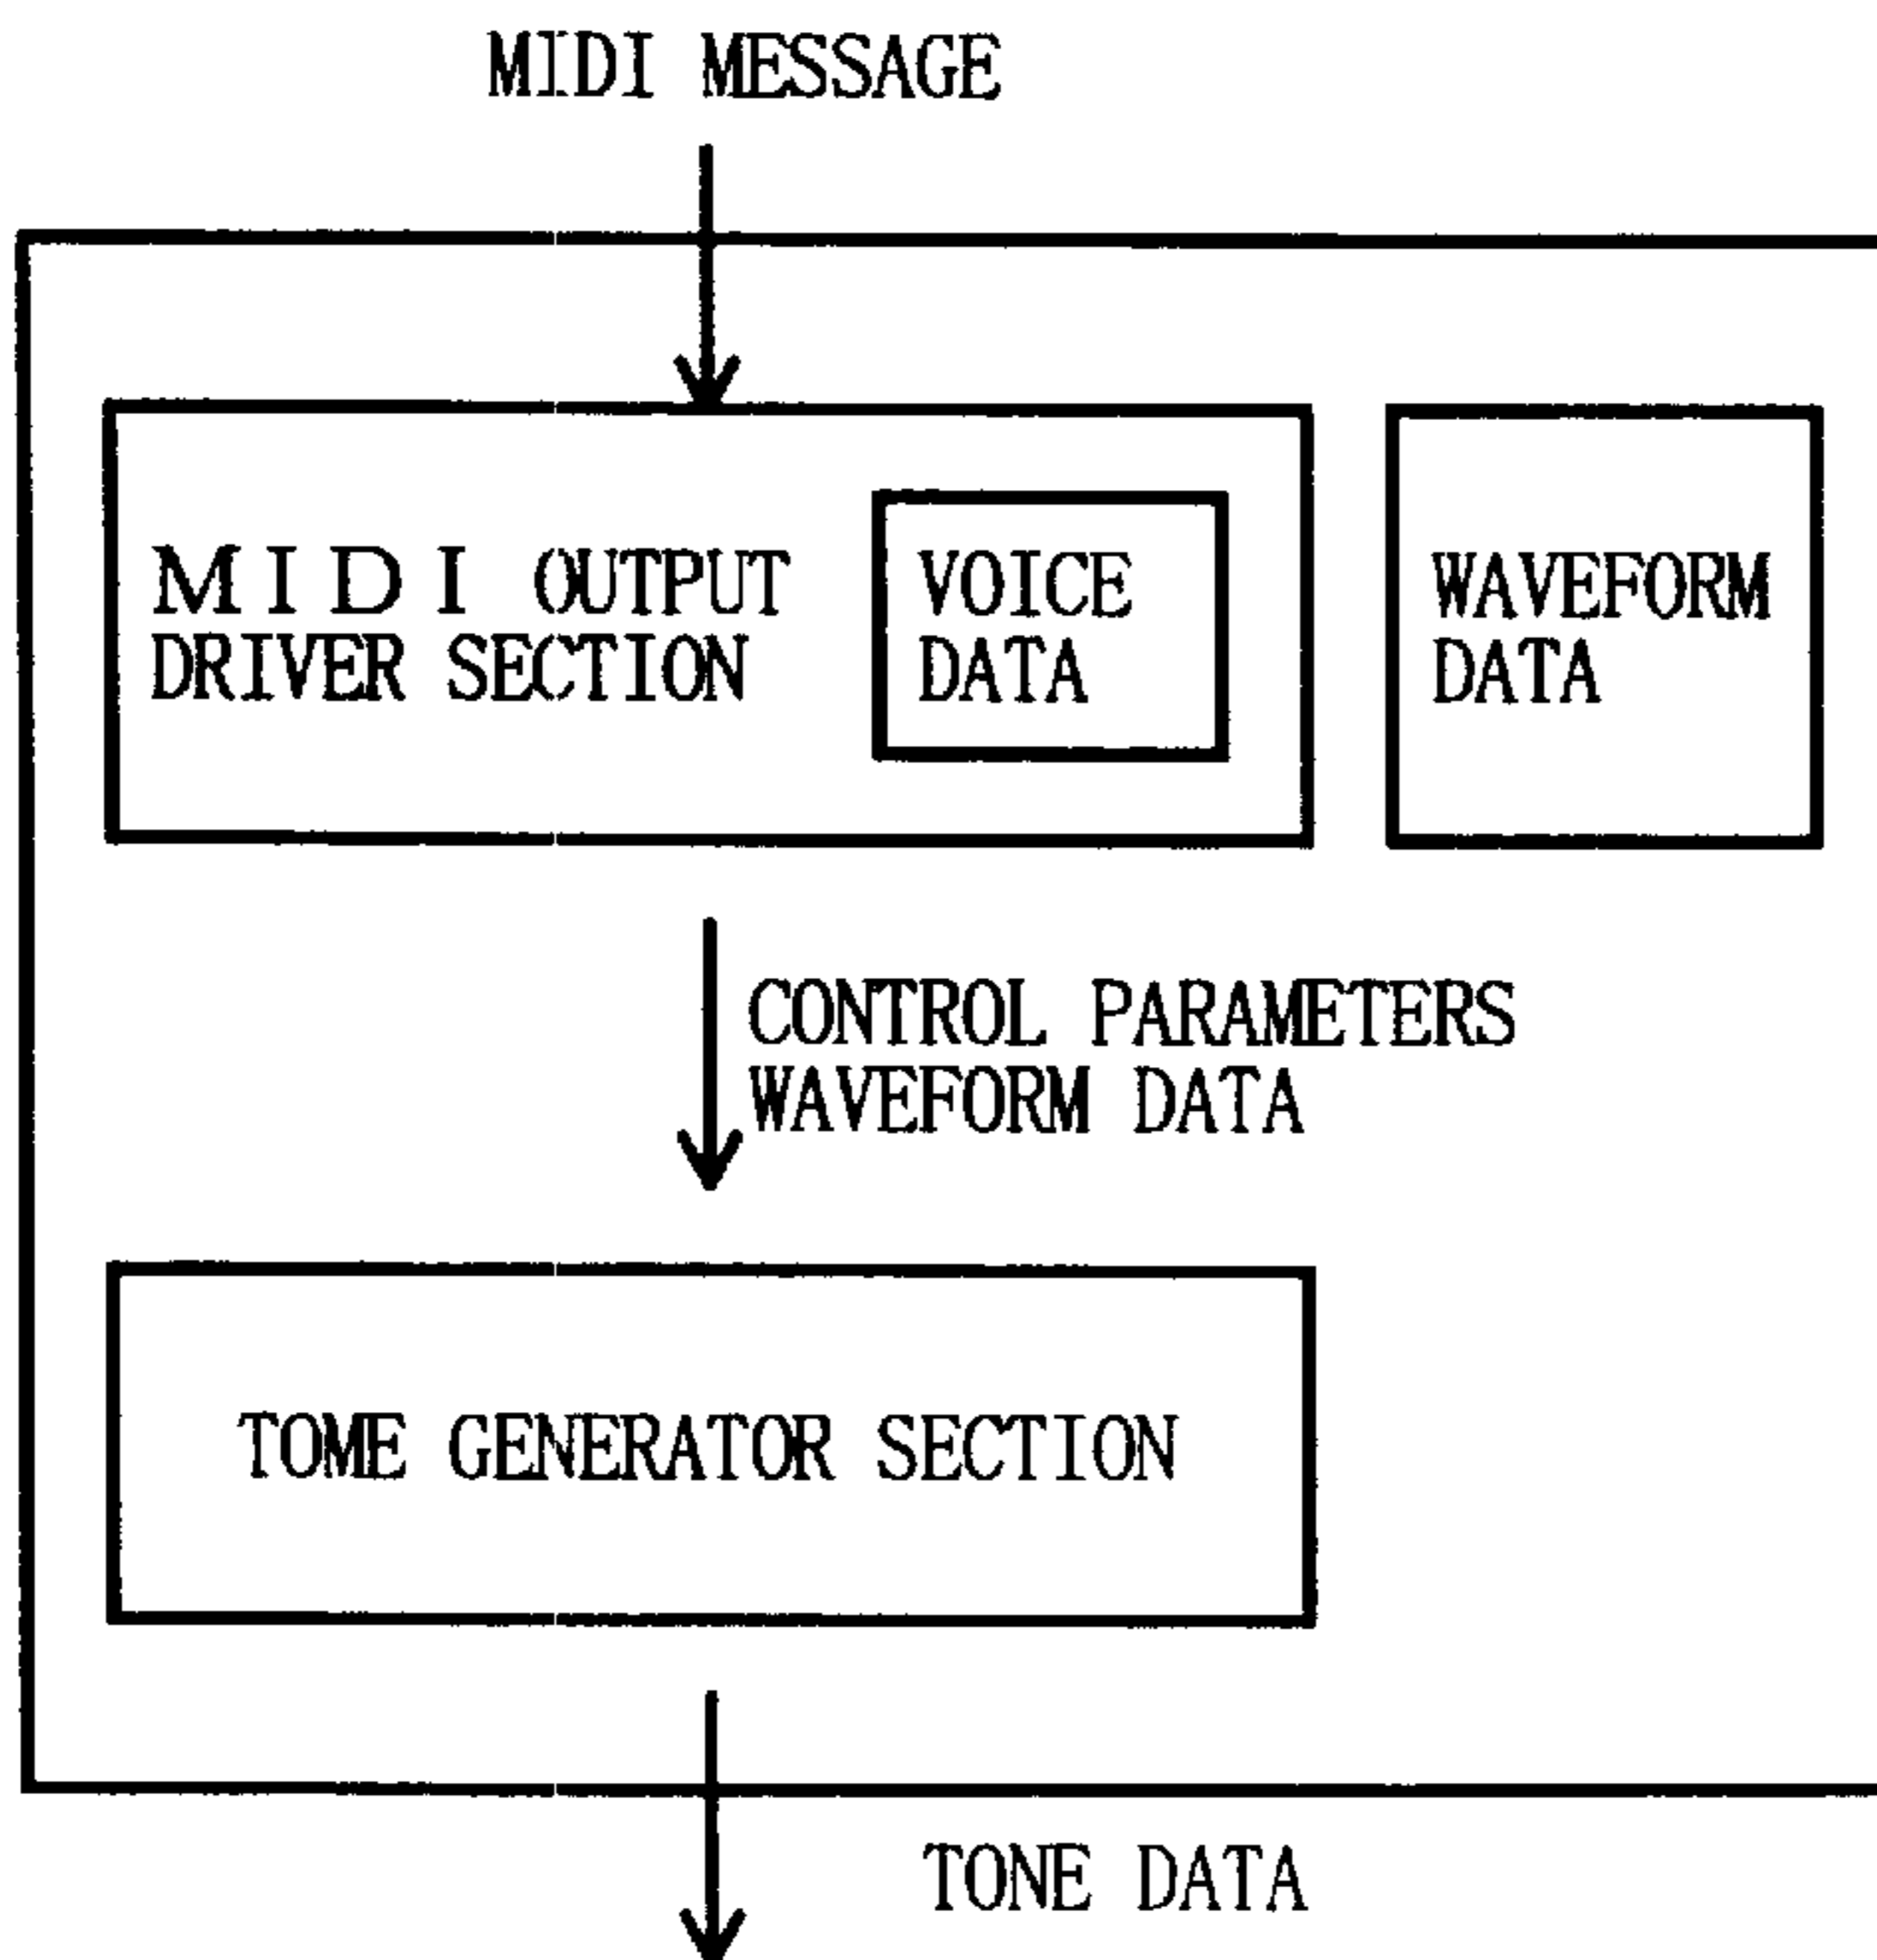 MIDI MESSAGE
MIDI OUTPUT
DRIVER SECTION
VOICE
DATA
WAVEFORM
DATA
CONTROL PARAMETERS
WAVEFORM DATA
TOME GENERATOR SECTION
TONE DATA